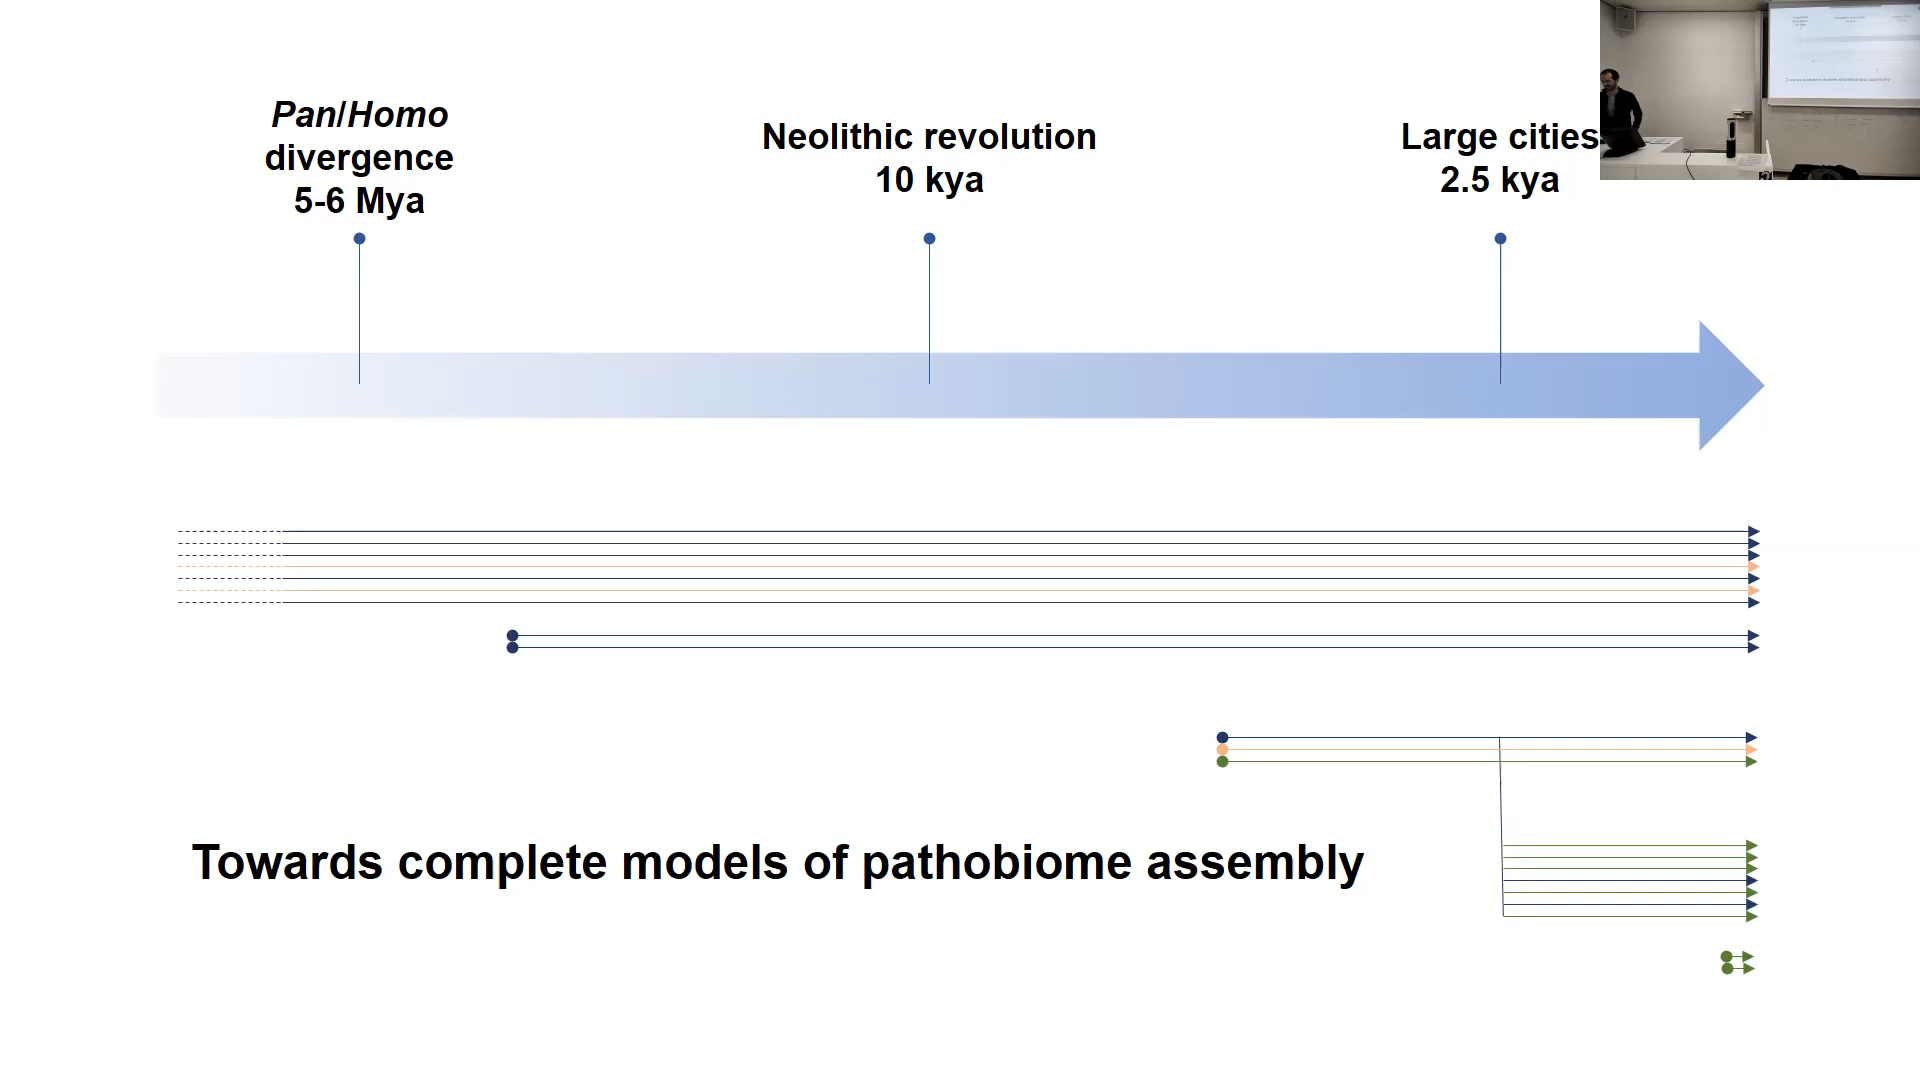 Pan/Homo
divergence
5-6 Mya
Neolithic revolution
10 kya
Large cities
2.5 kya
Towards complete models of pathobiome assembly